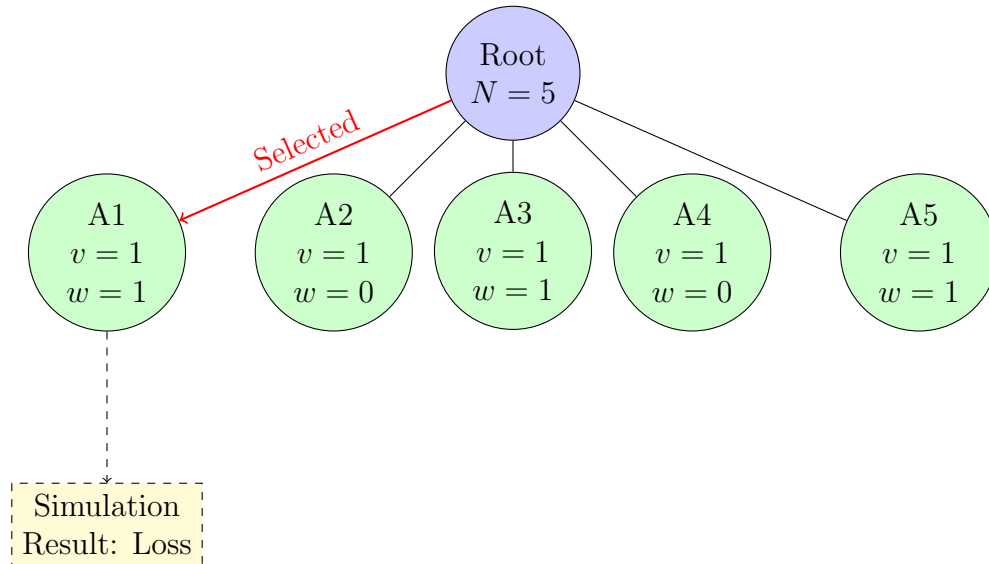 Root
N = 5
Selected
A1
v = 1
w = 1
A2
v = 1
w = 0
A3
v = 1
w = 1
A4
v = 1
w = 0
A5
v = 1
w = 1
Simulation
Result: Loss